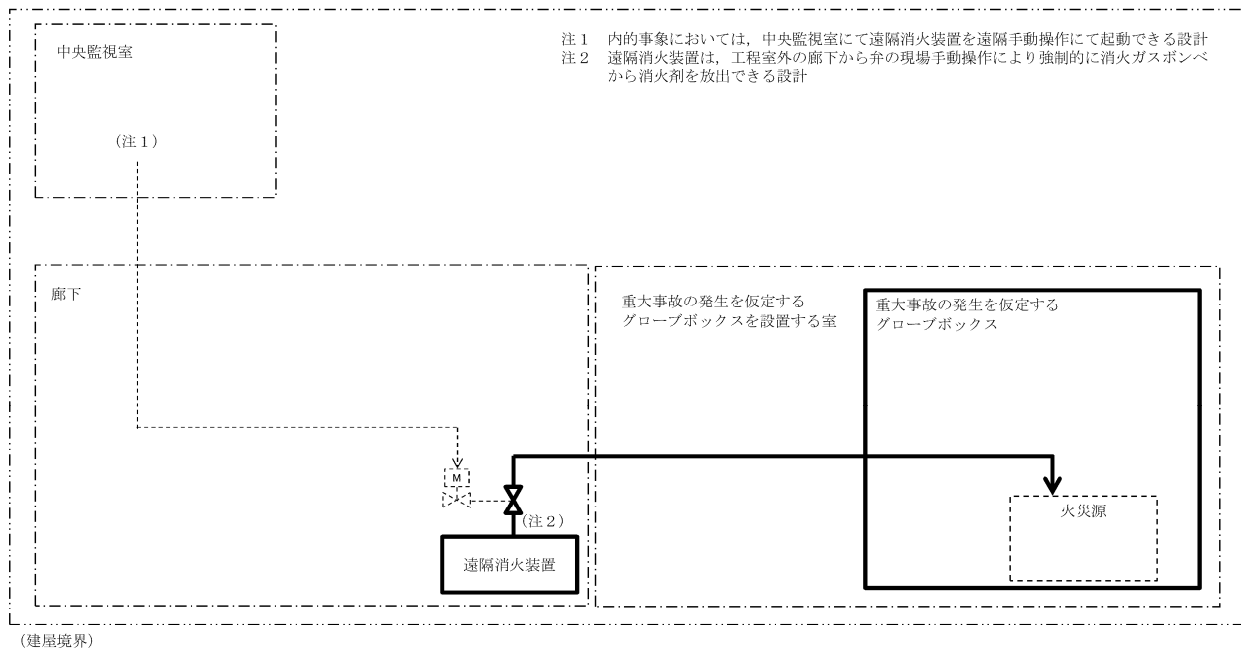 中央監視室
（注１）
注１　内的事象においては，中央監視室にて遠隔消火装置を遠隔手動操作にて起動できる設計
注２　遠隔消火装置は，工程室外の廊下から弁の現場手動操作により強制的に消火ガスボンベ
から消火剤を放出できる設計
廊下
重大事故の発生を仮定する
グローブボックスを設置する室
重大事故の発生を仮定する
グローブボックス
M
（注２）
火災源
遠隔消火装置
（建屋境界）